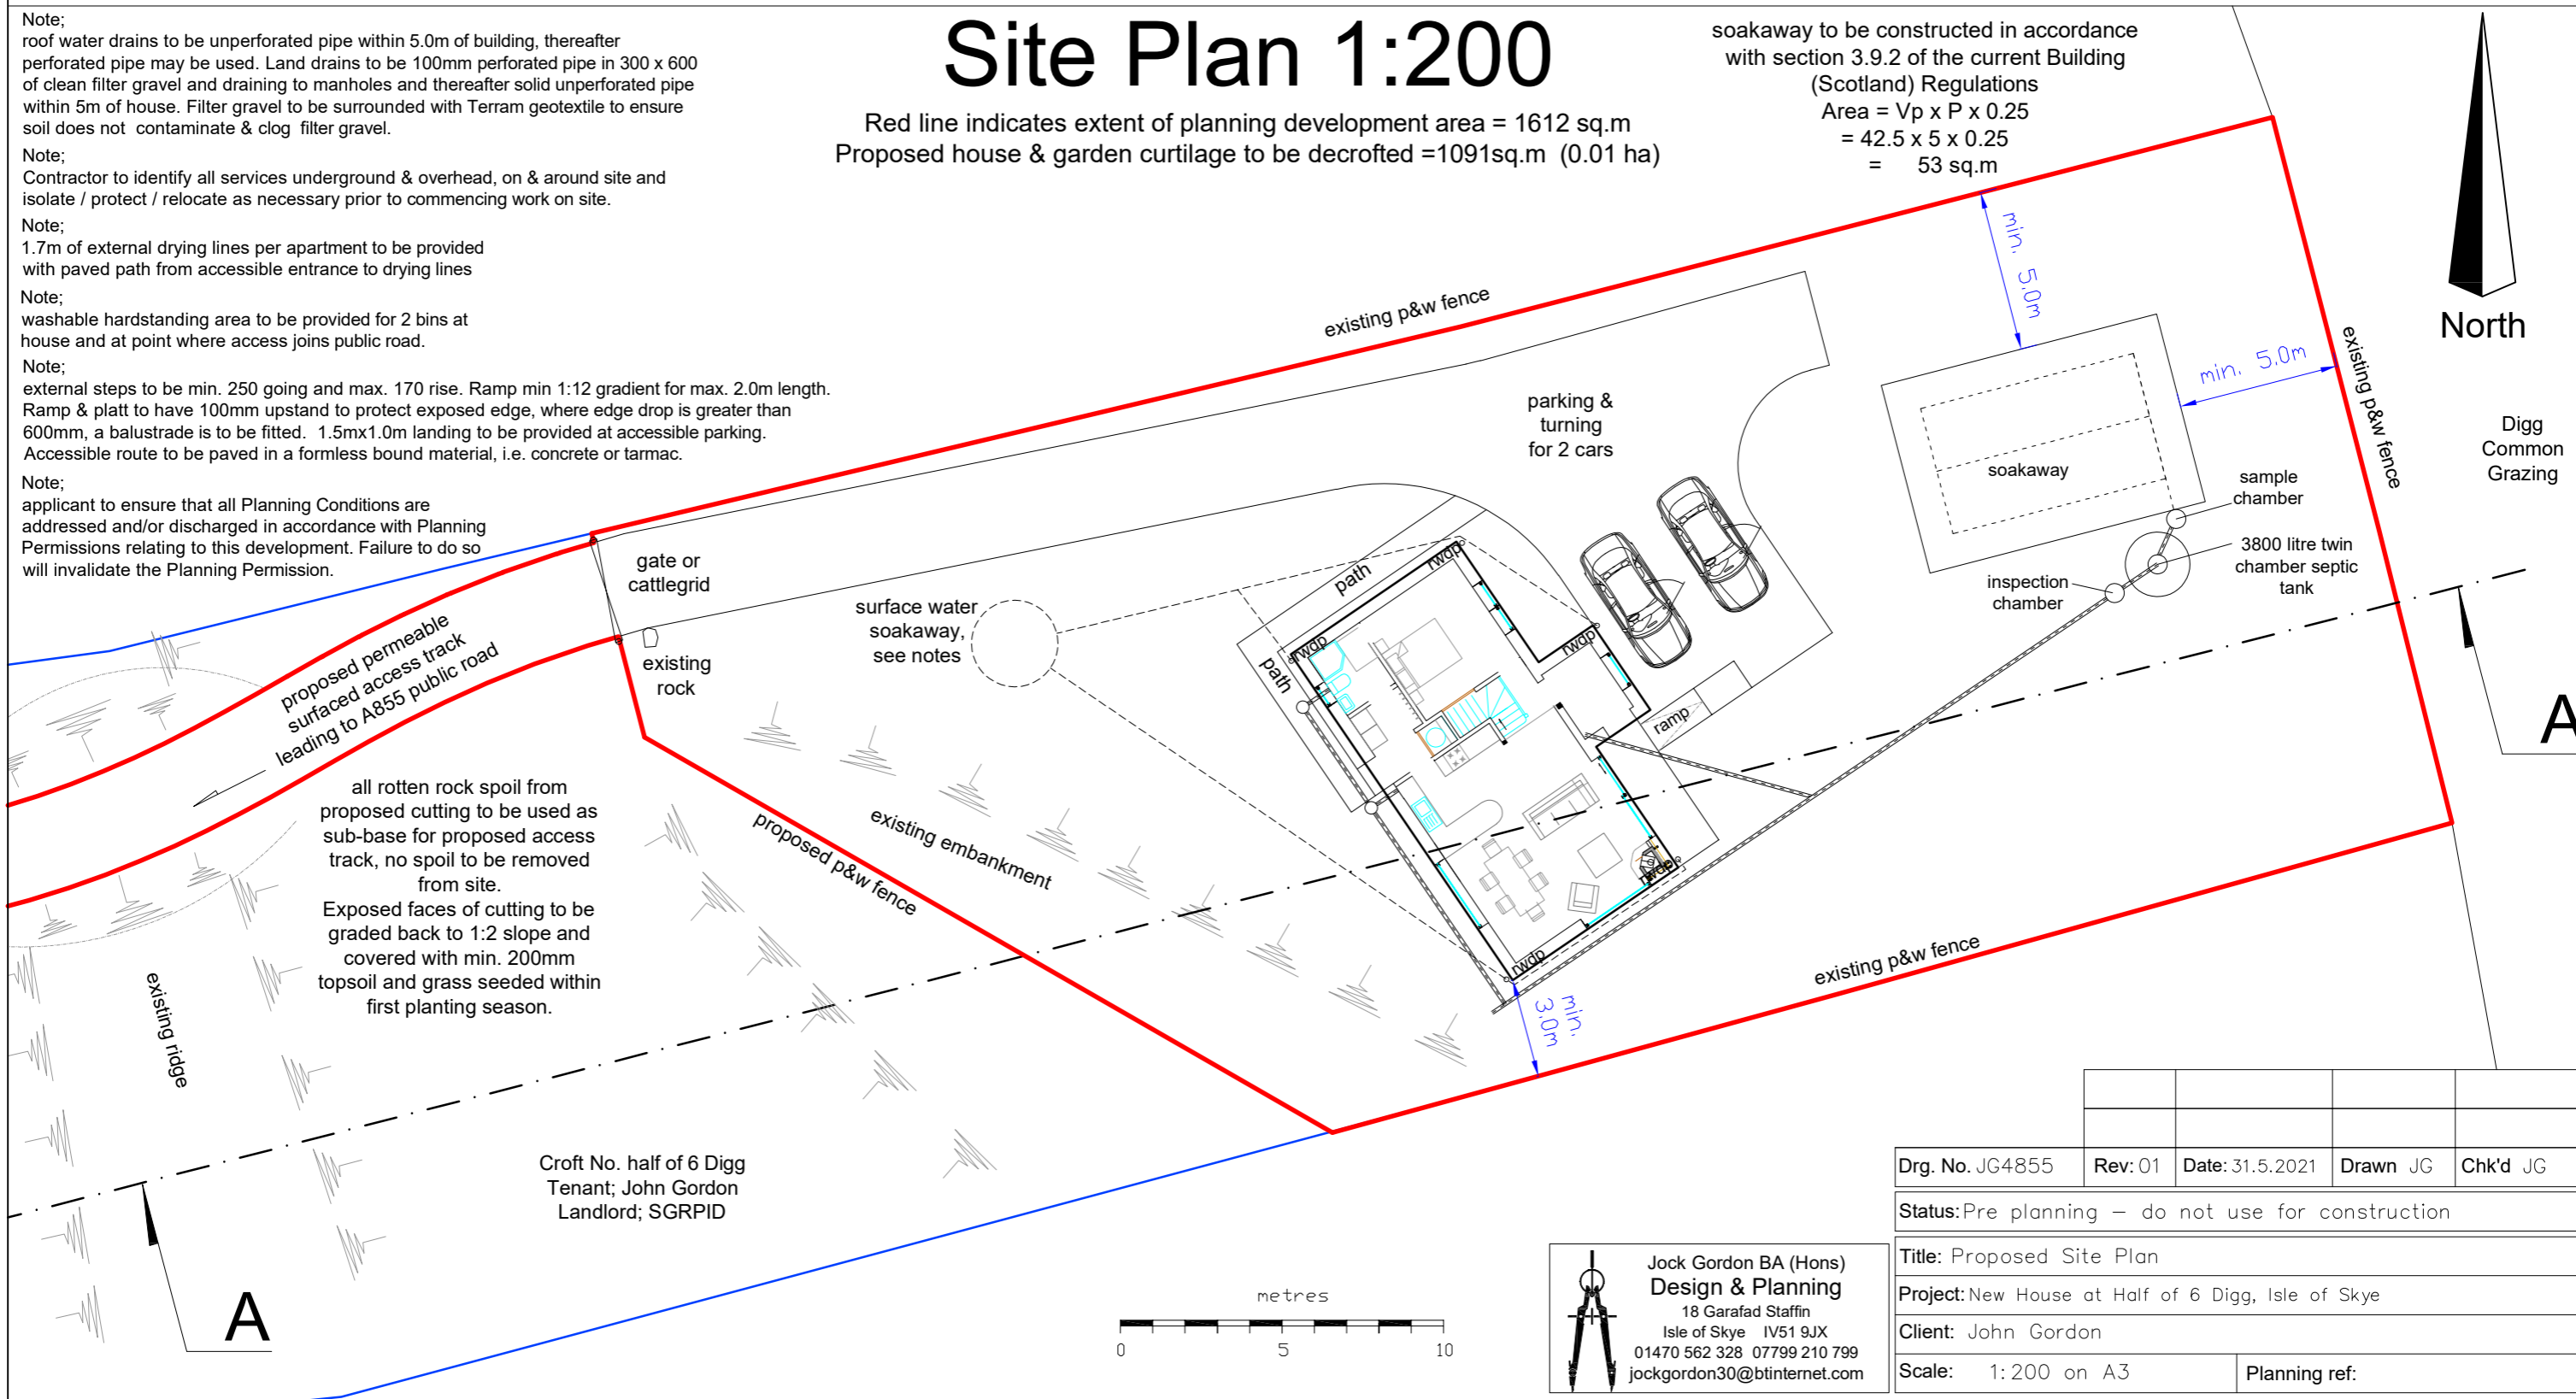 Note;
roof water drains to be unperforated pipe within 5.0m of building, thereafter
perforated pipe may be used. Land drains to be 100mm perforated pipe in 300 x 600
of clean filter gravel and draining to manholes and thereafter solid unperforated pipe
within 5m of house. Filter gravel to be surrounded with Terram geotextile to ensure
soil does not contaminate & clog filter gravel.
Note;
Contractor to identify all services underground & overhead, on & around site and
isolate / protect / relocate as necessary prior to commencing work on site.
Note;
1.7m of external drying lines per apartment to be provided
with paved path from accessible entrance to drying lines
Note;
washable hardstanding area to be provided for 2 bins at
house and at point where access joins public road.
Note;
external steps to be min. 250 going and max. 170 rise. Ramp min 1:12 gradient for max. 2.0m length.
Ramp & platt to have 100mm upstand to protect exposed edge, where edge drop is greater than
600mm, a balustrade is to be fitted. 1.5mx1.0m landing to be provided at accessible parking.
Accessible route to be paved in a formless bound material, i.e. concrete or tarmac.
Note;
applicant to ensure that all Planning Conditions are
addressed and/or discharged in accordance with Planning
Permissions relating to this development. Failure to do so
will invalidate the Planning Permission.
Site Plan 1:200
Red line indicates extent of planning development area = 1612 sq.m
Proposed house & garden curtilage to be decrofted =1091sq.m (0.01 ha)
soakaway to be constructed in accordance
with section 3.9.2 of the current Building
(Scotland) Regulations
Area = Vp x P x 0.25
= 42.5 x 5 x 0.25
= 53 sq.m
North
existing p&w fence
min. 5.0m
min. 5.0m
existing p&w fence
Digg
Common
Grazing
parking &
turning
for 2 cars
soakaway
sample
chamber
3800 litre twin
chamber septic
tank
inspection
chamber
gate or
cattlegrid
existing
rock
surface water
soakaway,
see notes
path
path
rwdp
rwdp
rwdp
rwdp
rwdp
ramp
proposed permeable
surfaced access track
leading to A855 public road
all rotten rock spoil from
proposed cutting to be used as
sub-base for proposed access
track, no spoil to be removed
from site.
Exposed faces of cutting to be
graded back to 1:2 slope and
covered with min. 200mm
topsoil and grass seeded within
first planting season.
existing embankment
proposed p&w fence
existing ridge
min.
3.0m
existing p&w fence
A
A
Croft No. half of 6 Digg
Tenant; John Gordon
Landlord; SGRPID
metres
0 5 10
Jock Gordon BA (Hons)
Design & Planning
18 Garafad Staffin
Isle of Skye IV51 9JX
01470 562 328 07799 210 799
jockgordon30@btinternet.com
Drg. No. JG4855 Rev: 01 Date: 31.5.2021 Drawn JG Chk'd JG
Status: Pre planning – do not use for construction
Title: Proposed Site Plan
Project: New House at Half of 6 Digg, Isle of Skye
Client: John Gordon
Scale: 1:200 on A3 Planning ref: